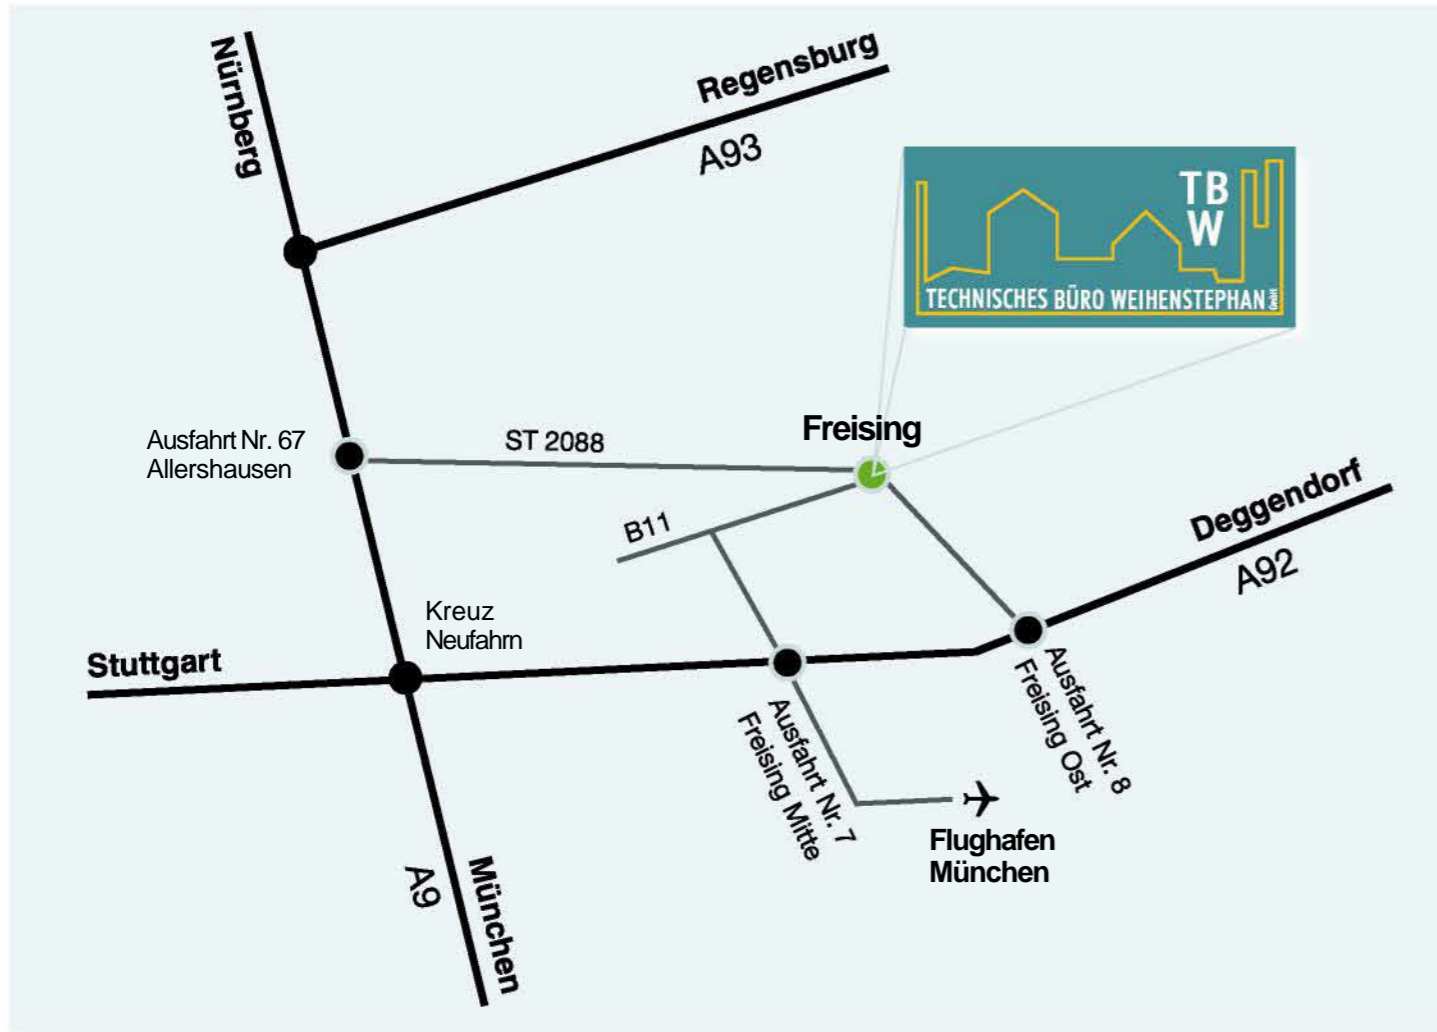 Nürnberg
Regensburg
A93
TB
W
TECHNISCHES BÜRO WEIHENSTEPHAN GmbH
Ausfahrt Nr. 67
Allershausen
ST 2088
Freising
B11
Deggendorf
A92
Kreuz
Neufahrn
Stuttgart
Ausfahrt Nr. 7
Freising Mitte
Ausfahrt Nr. 8
Freising Ost
Flughafen
München
A9
München